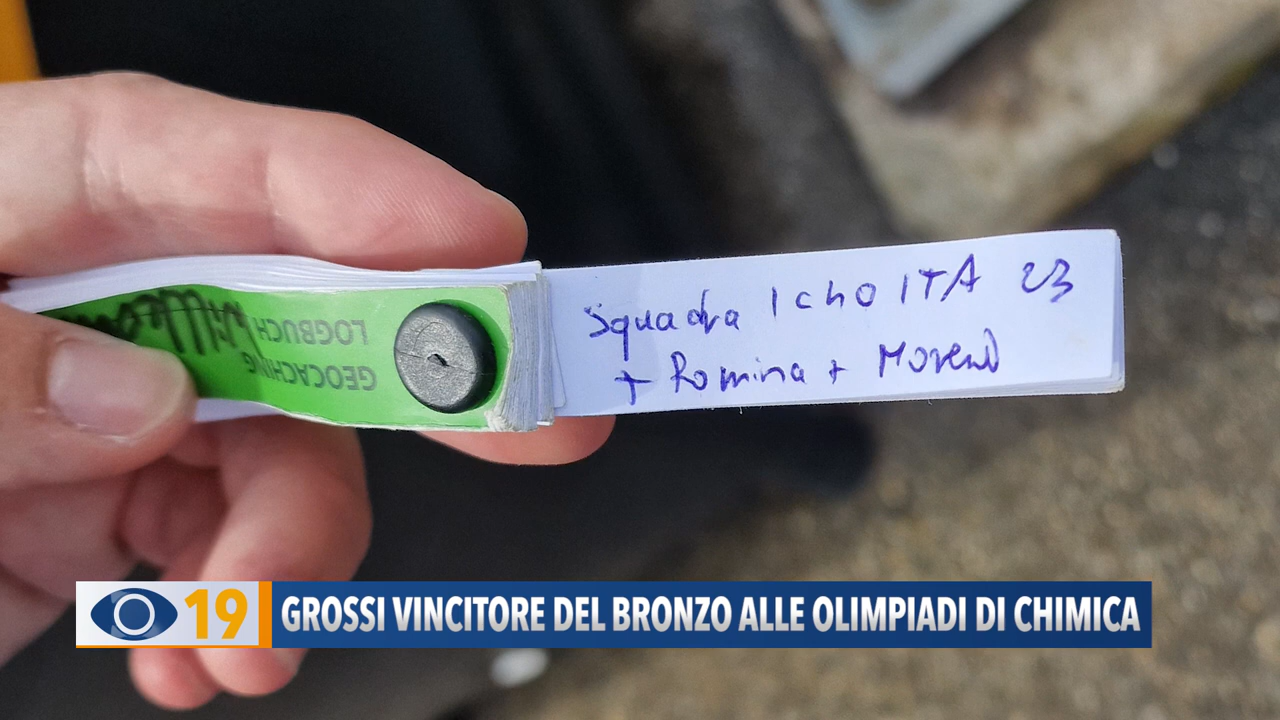 Squadra Icho ITA 23
+ Romina + Moreno
GEOCACHING
LOGBUCH
19
GROSSI VINCITORE DEL BRONZO ALLE OLIMPIADI DI CHIMICA